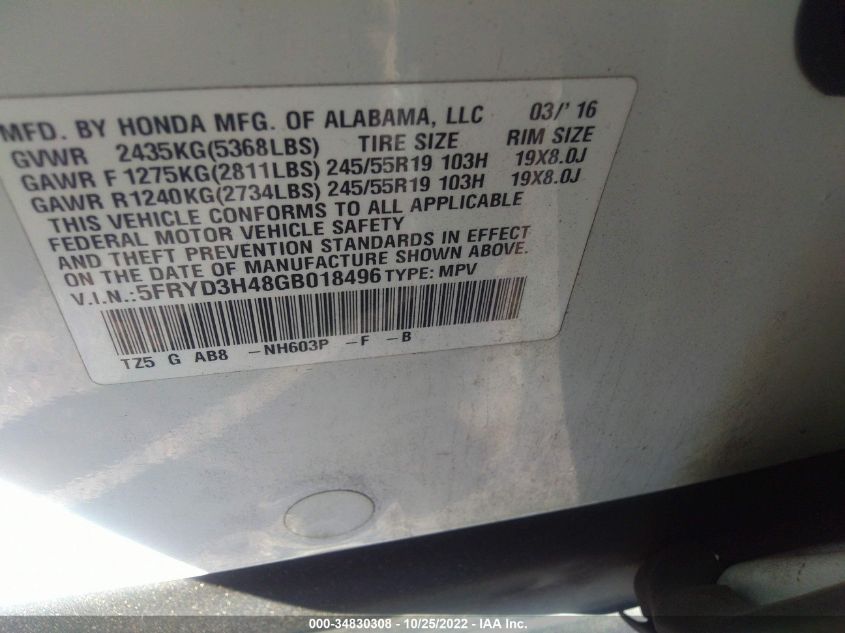 MFD. BY HONDA MFG. OF ALABAMA, LLC 03/' 16
GVWR 2435KG(5368LBS) TIRE SIZE RIM SIZE
GAWR F1275KG(2811LBS) 245/55R19 103H 19X8.0J
GAWR R1240KG(2734LBS) 245/55R19 103H 19X8.0J
THIS VEHICLE CONFORMS TO ALL APPLICABLE
FEDERAL MOTOR VEHICLE SAFETY
AND THEFT PREVENTION STANDARDS IN EFFECT
ON THE DATE OF MANUFACTURE SHOWN ABOVE.
V.I.N.:5FRYD3H48GB018496 TYPE: MPV
TZ5 G AB8 -NH603P -F -B
000-34830308 - 10/25/2022 - IAA Inc.